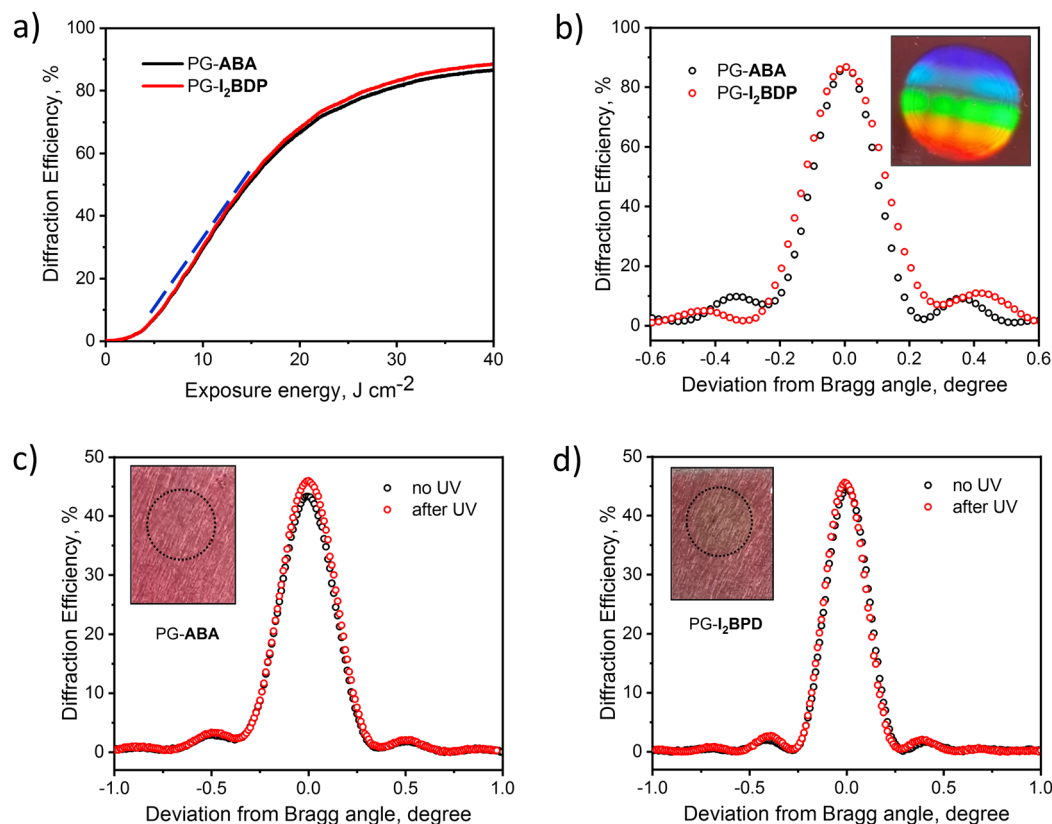 a)
100
80
60
40
20
0
Diffraction Efficiency, %
PG-ABA
PG-I₂BDP
0 10 20 30 40
Exposure energy, J cm⁻²
b)
100
80
60
40
20
0
Diffraction Efficiency, %
PG-ABA
PG-I₂BDP
-0.6 -0.4 -0.2 0.0 0.2 0.4 0.6
Deviation from Bragg angle, degree
c)
50
40
30
20
10
0
Diffraction Efficiency, %
no UV
after UV
PG-ABA
-1.0 -0.5 0.0 0.5 1.0
Deviation from Bragg angle, degree
d)
50
40
30
20
10
0
Diffraction Efficiency, %
no UV
after UV
PG-I₂BPD
-1.0 -0.5 0.0 0.5 1.0
Deviation from Bragg angle, degree